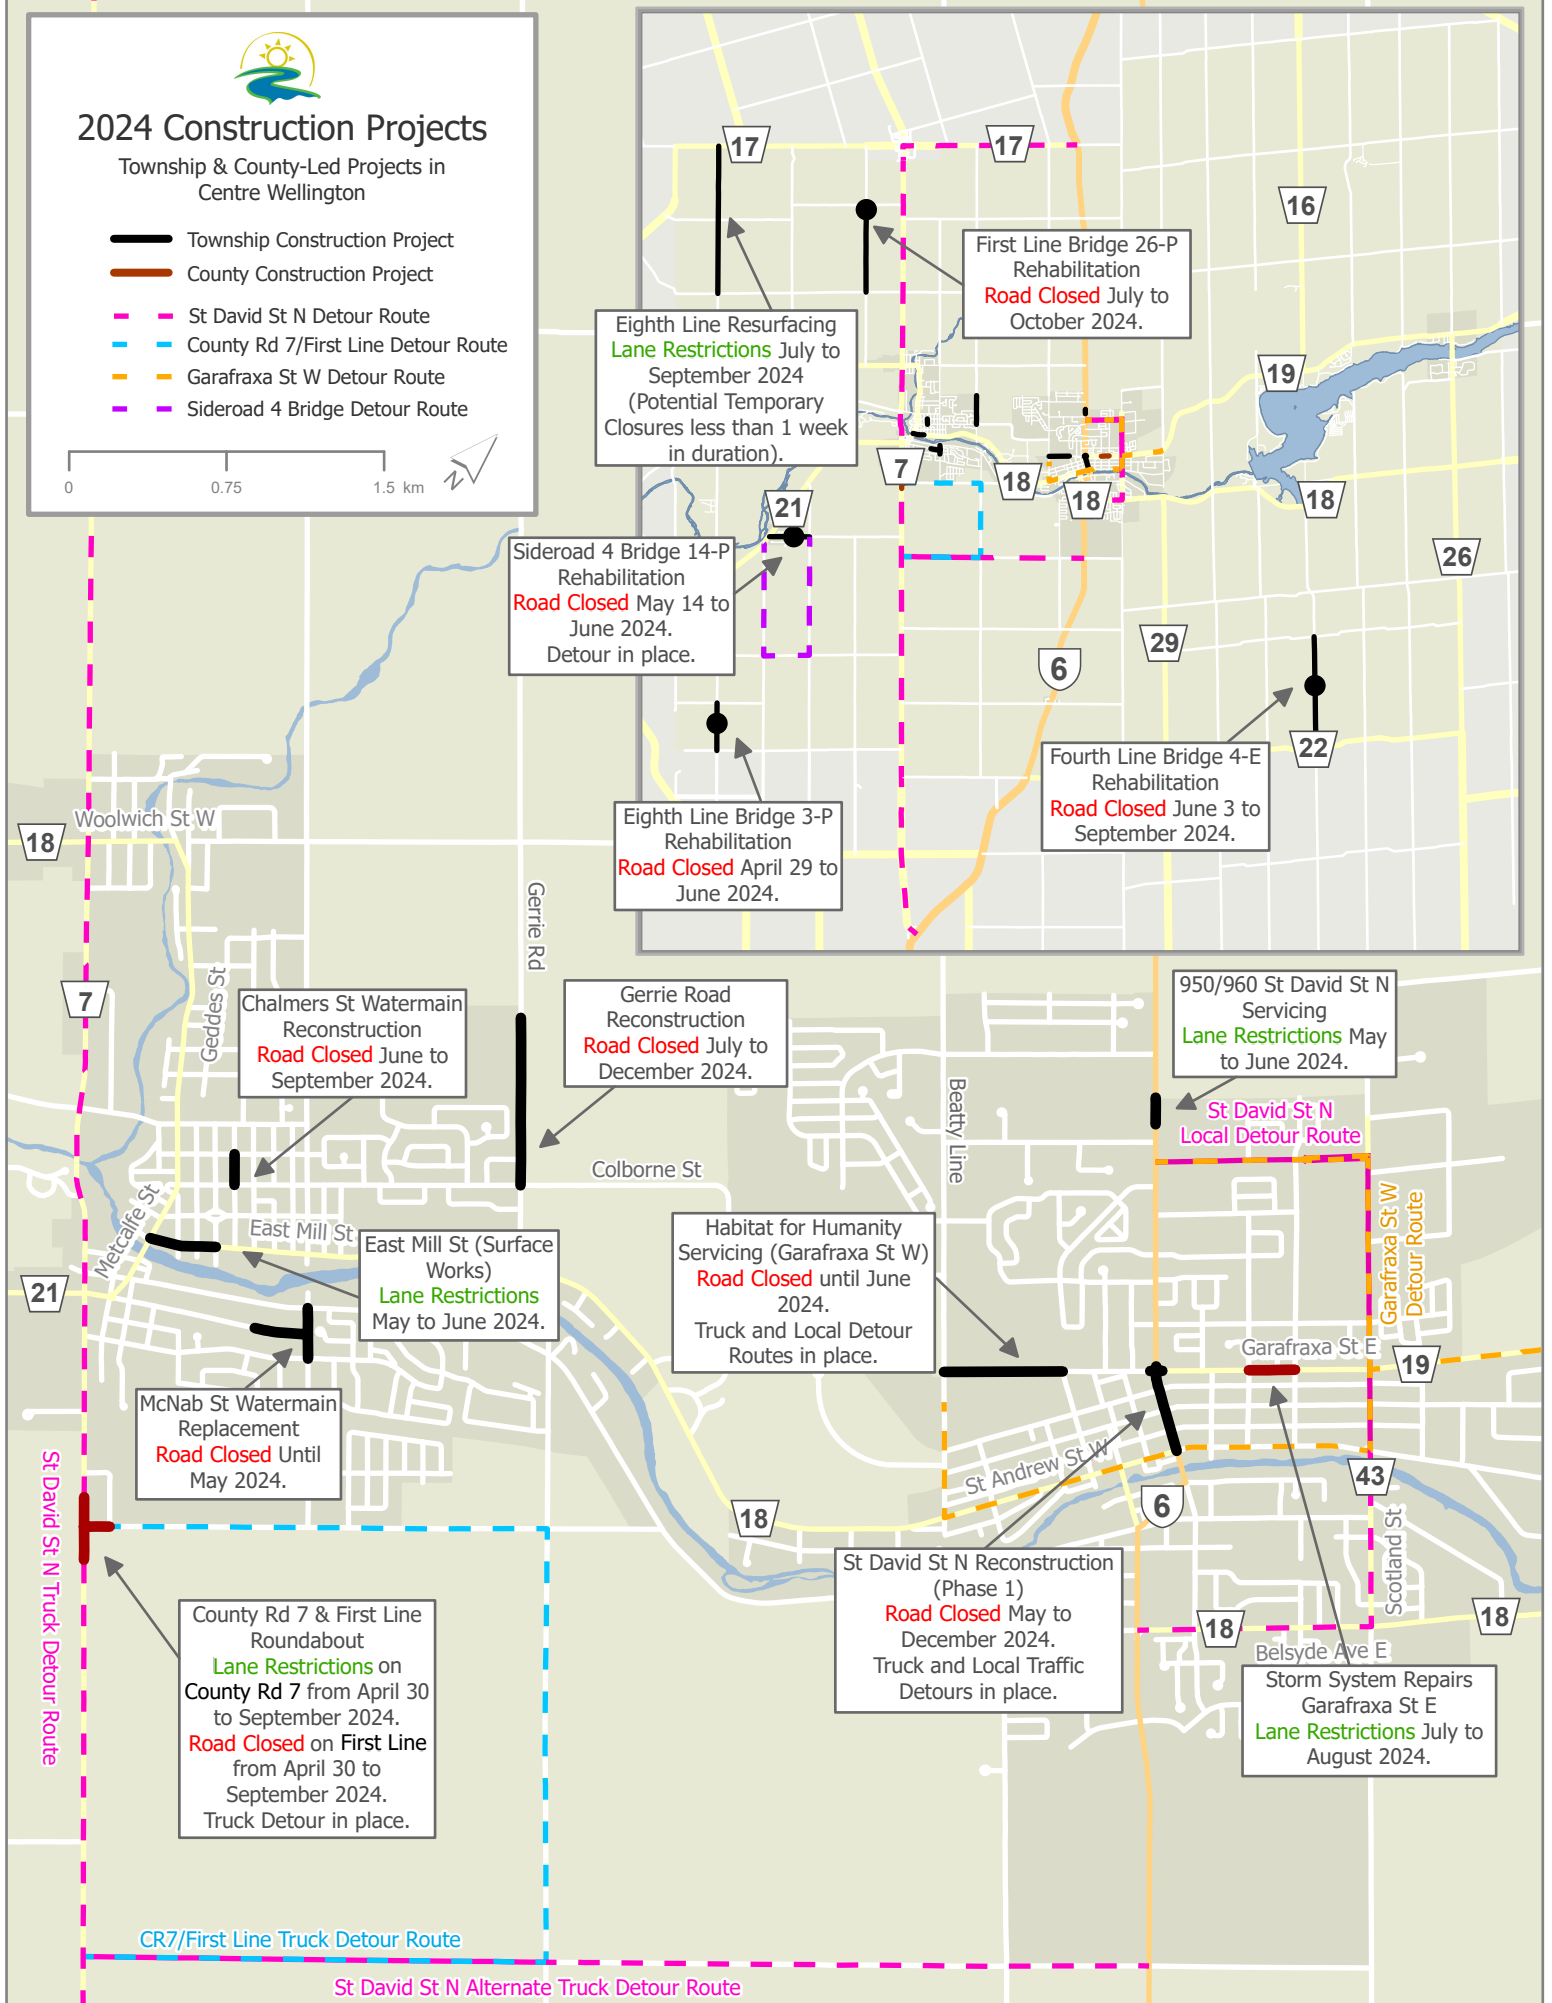 2024 Construction Projects
Township & County-Led Projects in
Centre Wellington
Township Construction Project
County Construction Project
St David St N Detour Route
County Rd 7/First Line Detour Route
Garafraxa St W Detour Route
Sideroad 4 Bridge Detour Route
0
0.75
1.5 km
N
17
17
16
First Line Bridge 26-P
Rehabilitation
Road Closed July to
October 2024.
Eighth Line Resurfacing
Lane Restrictions July to
September 2024
(Potential Temporary
Closures less than 1 week
in duration).
19
7
18
18
18
21
26
Sideroad 4 Bridge 14-P
Rehabilitation
Road Closed May 14 to
June 2024.
Detour in place.
29
6
22
Fourth Line Bridge 4-E
Rehabilitation
Road Closed June 3 to
September 2024.
Eighth Line Bridge 3-P
Rehabilitation
Road Closed April 29 to
June 2024.
Woolwich St W
18
Gerrie Rd
7
Geddes St
Chalmers St Watermain
Reconstruction
Road Closed June to
September 2024.
Gerrie Road
Reconstruction
Road Closed July to
December 2024.
950/960 St David St N
Servicing
Lane Restrictions May
to June 2024.
Beatty Line
St David St N
Local Detour Route
Colborne St
Metcalfe St
East Mill St
East Mill St (Surface
Works)
Lane Restrictions
May to June 2024.
Habitat for Humanity
Servicing (Garafraxa St W)
Road Closed until June
2024.
Truck and Local Detour
Routes in place.
Garafraxa St W
Detour Route
21
Garafraxa St E
19
McNab St Watermain
Replacement
Road Closed Until
May 2024.
St Andrew St W
43
6
18
Scotland St
St David St N Truck Detour Route
St David St N Reconstruction
(Phase 1)
Road Closed May to
December 2024.
Truck and Local Traffic
Detours in place.
18
18
Belsyde Ave E
County Rd 7 & First Line
Roundabout
Lane Restrictions on
County Rd 7 from April 30
to September 2024.
Road Closed on First Line
from April 30 to
September 2024.
Truck Detour in place.
Storm System Repairs
Garafraxa St E
Lane Restrictions July to
August 2024.
CR7/First Line Truck Detour Route
St David St N Alternate Truck Detour Route